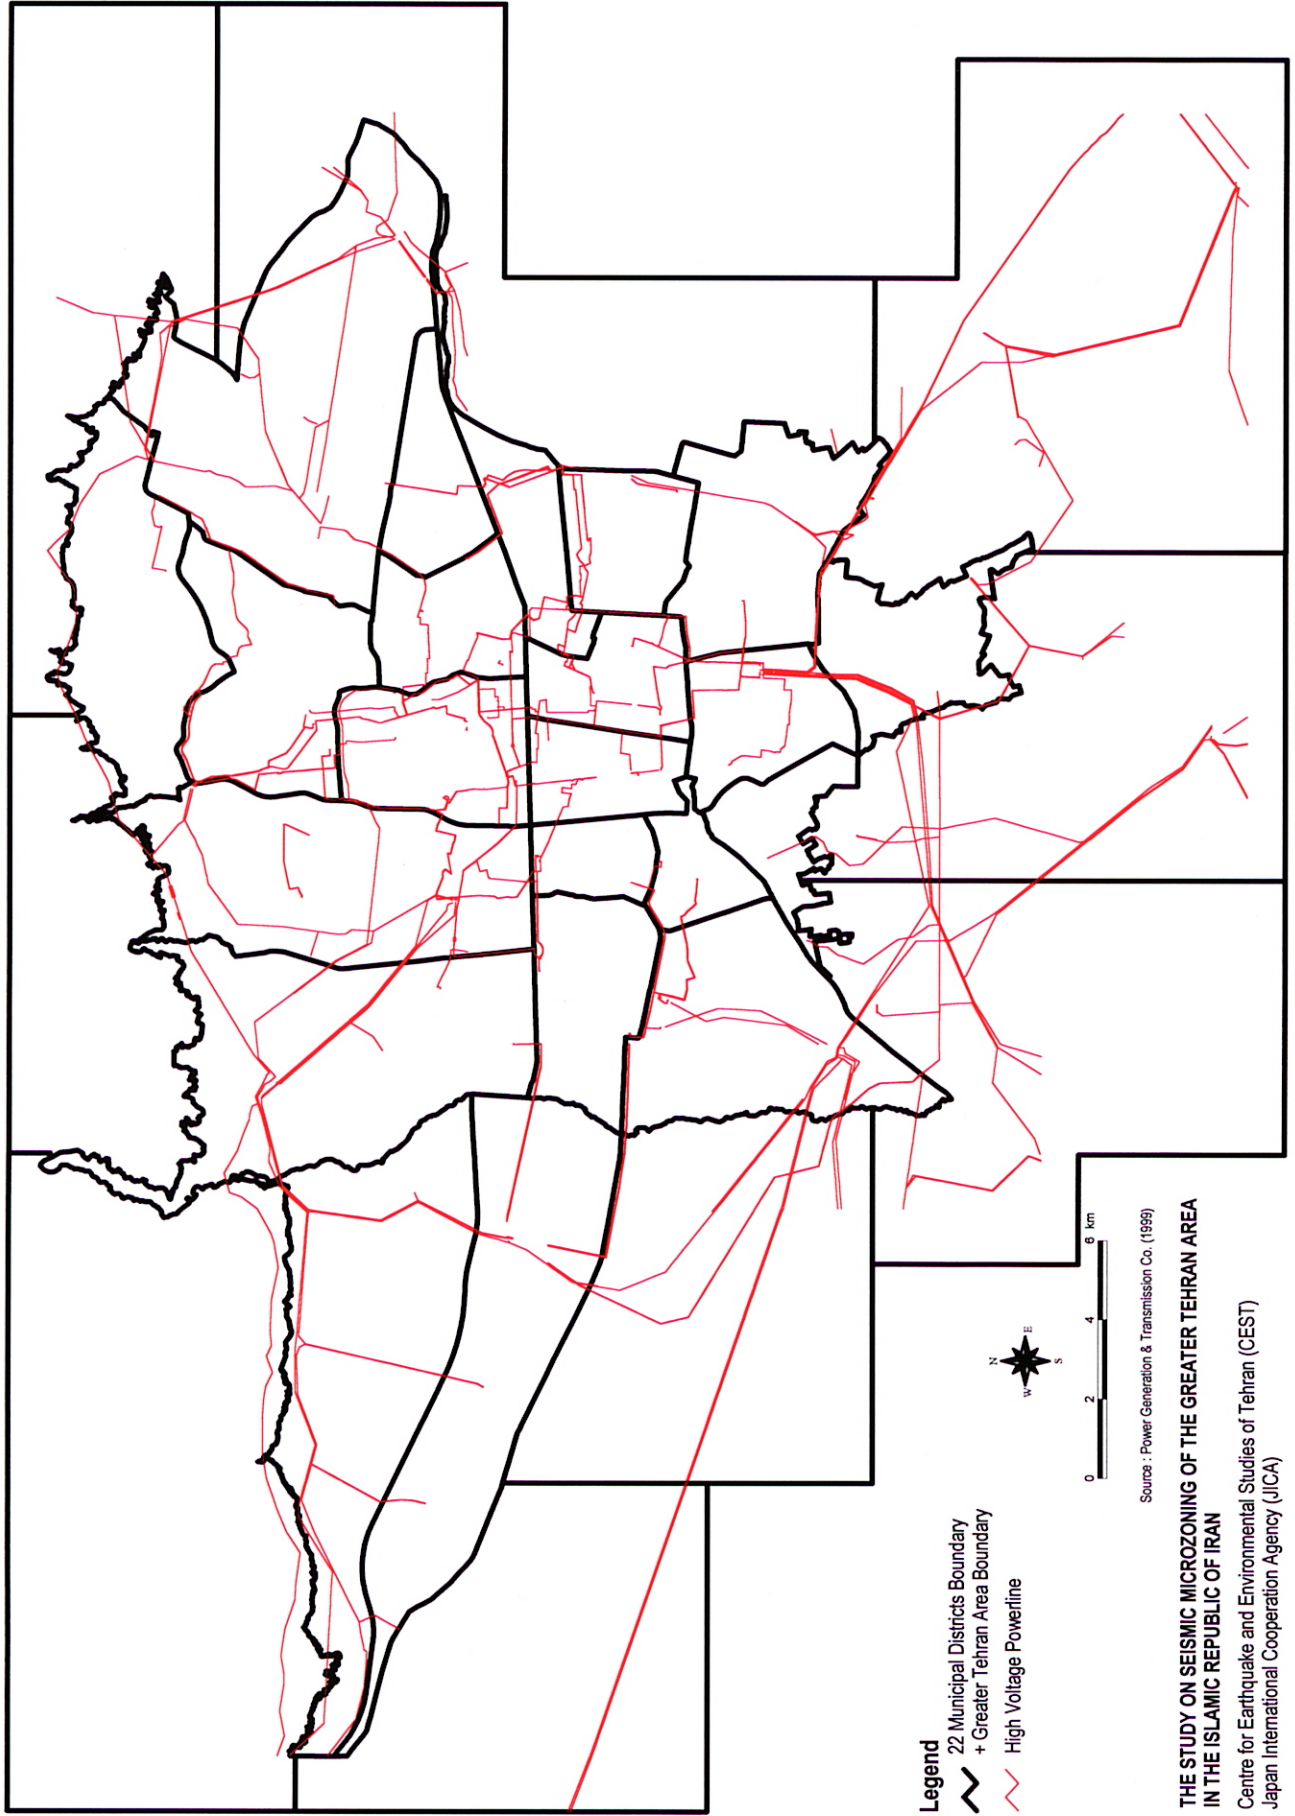 Legend
22 Municipal Districts Boundary
+ Greater Tehran Area Boundary
High Voltage Powerline
N
W
E
S
0 2 4 6 km
Source : Power Generation & Transmission Co. (1999)
THE STUDY ON SEISMIC MICROZONING OF THE GREATER TEHRAN AREA
IN THE ISLAMIC REPUBLIC OF IRAN
Centre for Earthquake and Environmental Studies of Tehran (CEST)
Japan International Cooperation Agency (JICA)